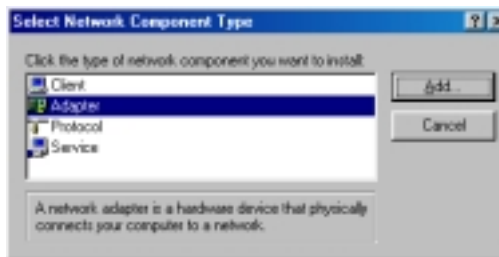 Select Network Component Type
Click the type of network component you want to install:
Client
Adapter
Protocol
Service
Add...
Cancel
A network adapter is a hardware device that physically
connects your computer to a network.